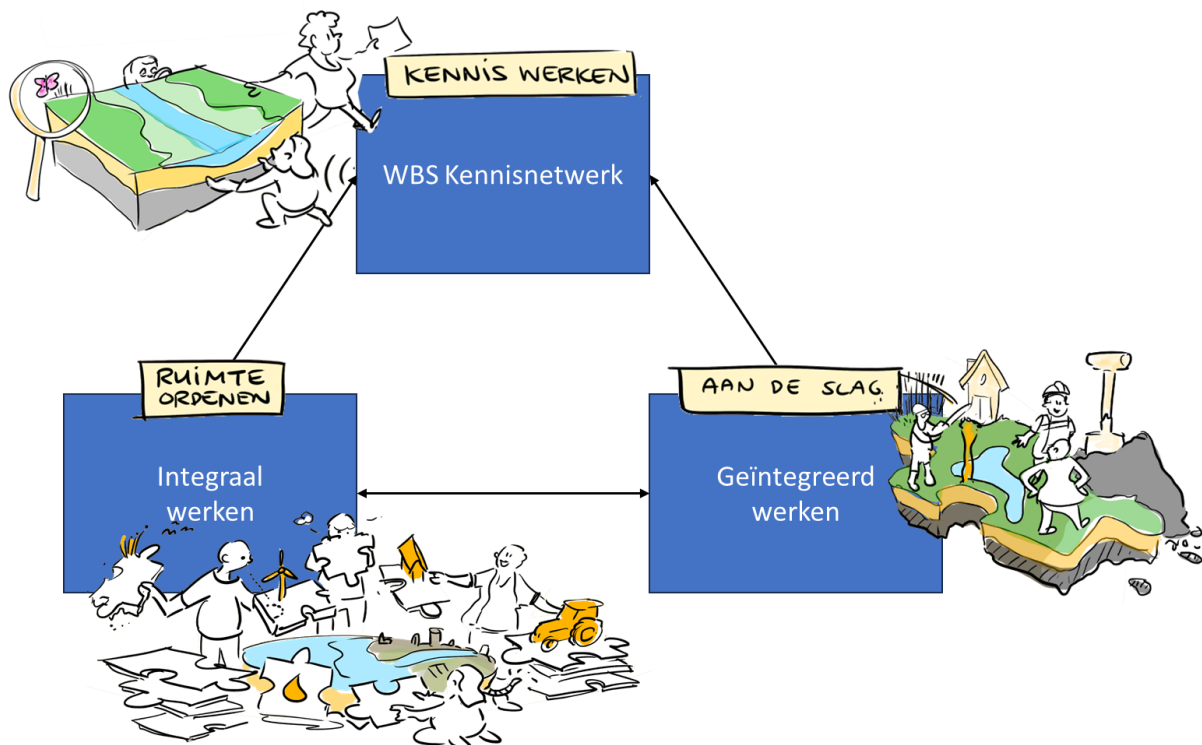 KENNIS WERKEN
WBS Kennisnetwerk
RUIMTE
ORDENEN
Integraal
werken
AAN DE SLAG
Geïntegreerd
werken